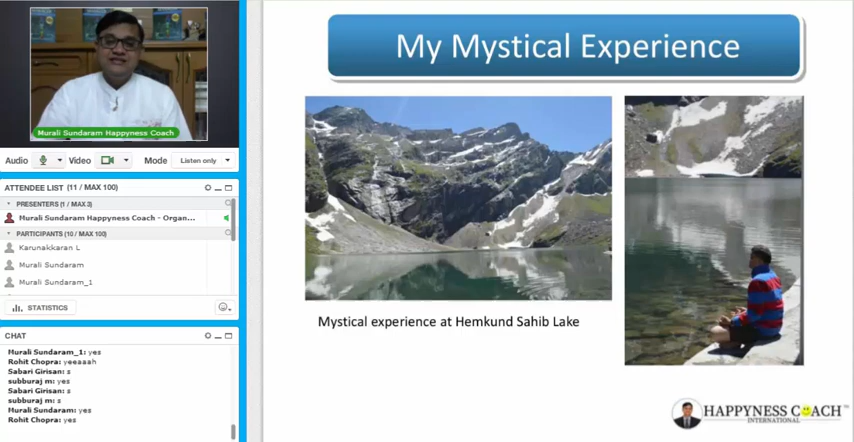 Murali Sundaram Happyness Coach
Audio Video Mode Listen only
ATTENDEE LIST (11 / MAX 100)
PRESENTERS (1 / MAX 3)
Murali Sundaram Happyness Coach - Organ...
PARTICIPANTS (10 / MAX 100)
Karunakkaran L
Murali Sundaram
Murali Sundaram_1
STATISTICS
CHAT
Murali Sundaram_1: yes
Rohit Chopra: yeeaaah
Sabari Girisan: s
subburaj m: yes
Sabari Girisan: s
subburaj m: s
Murali Sundaram: yes
Rohit Chopra: yes
My Mystical Experience
Mystical experience at Hemkund Sahib Lake
HAPPYNESS COACH™
INTERNATIONAL